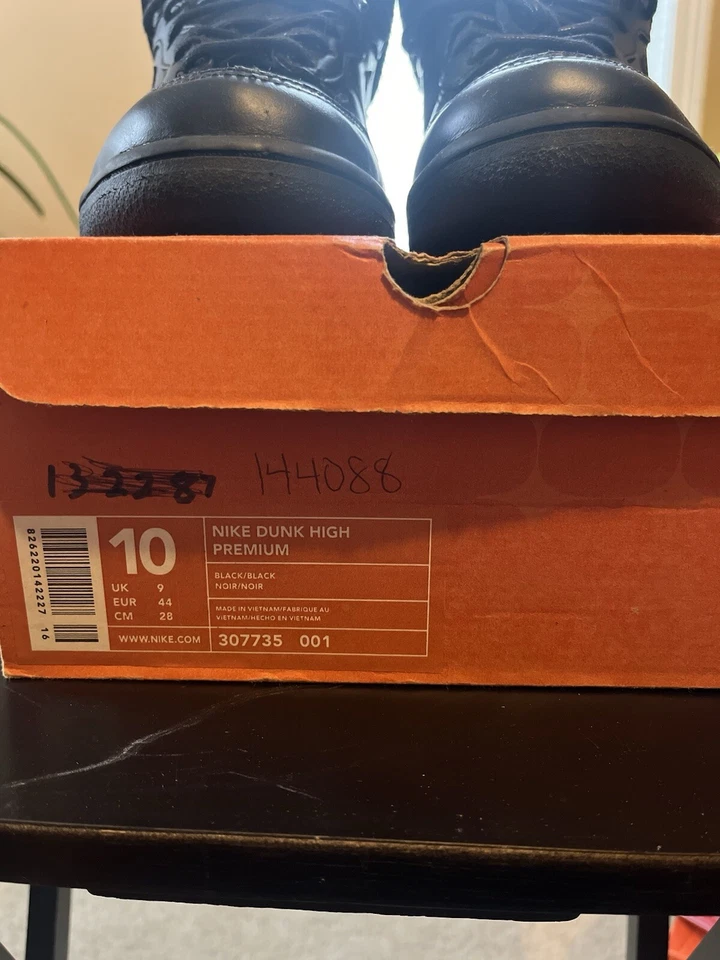 132287 144088
826220142227 16
10
UK 9
EUR 44
CM 28
WWW.NIKE.COM
NIKE DUNK HIGH
PREMIUM
BLACK/BLACK
NOIR/NOIR
MADE IN VIETNAM/FABRIQUE AU
VIETNAM/HECHO EN VIETNAM
307735 001